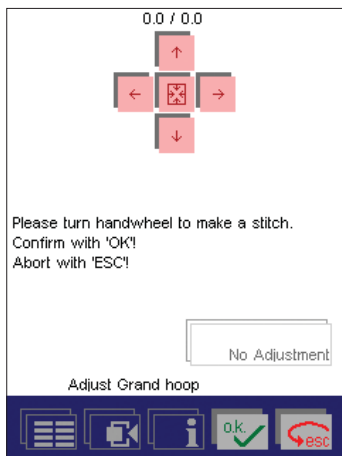 0.0 / 0.0
Please turn handwheel to make a stitch.
Confirm with 'OK'!
Abort with 'ESC'!
No Adjustment
Adjust Grand hoop
i
o.k.
esc